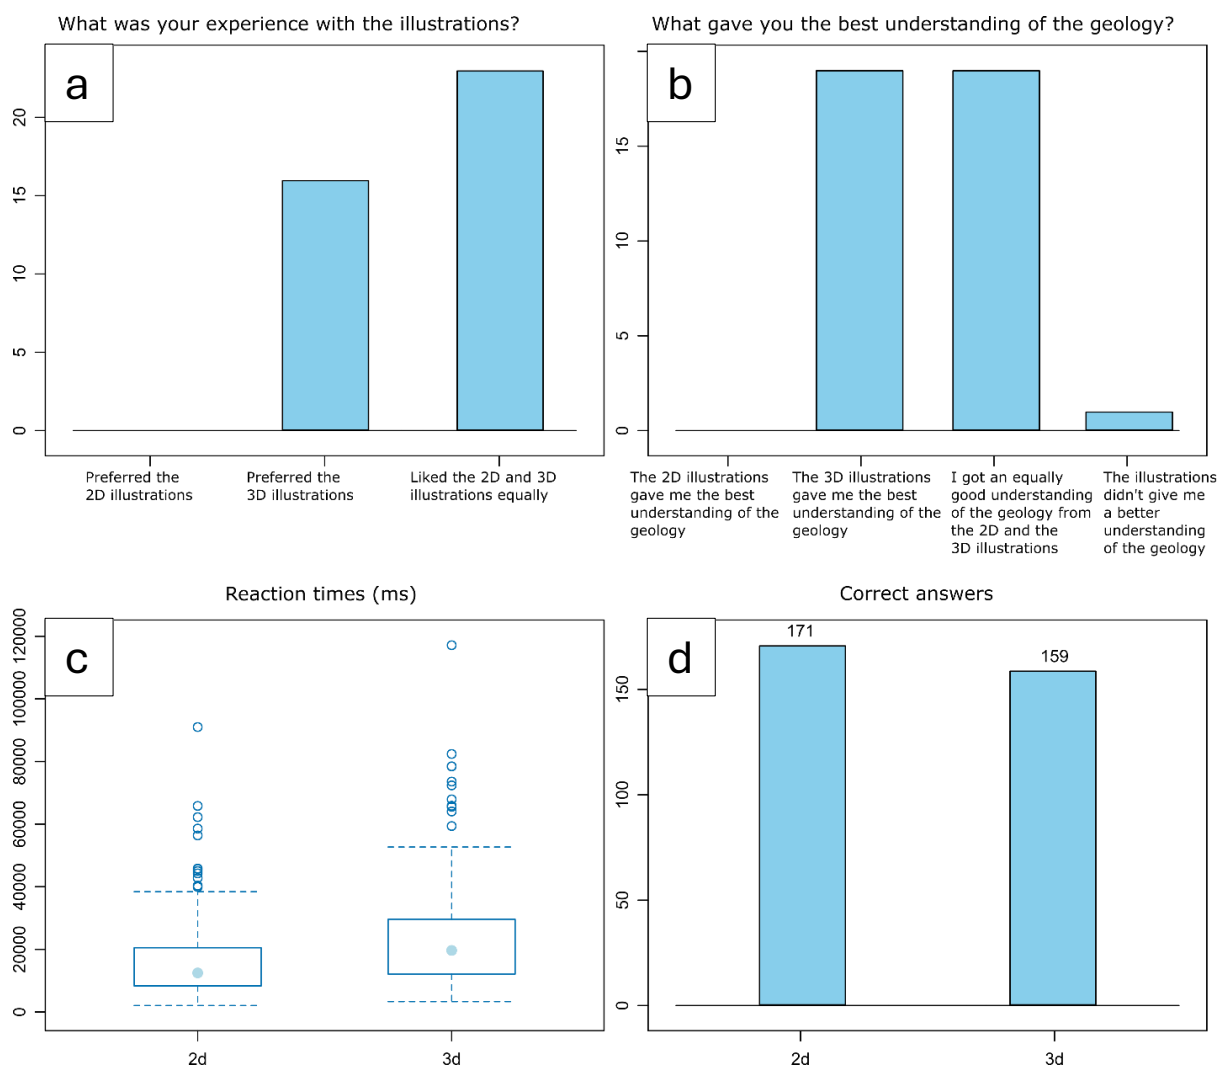 What was your experience with the illustrations?
a
20
15
10
5
0
Preferred the
2D illustrations
Preferred the
3D illustrations
Liked the 2D and 3D
illustrations equally
What gave you the best understanding of the geology?
b
15
10
5
0
The 2D illustrations
gave me the best
understanding of the
geology
The 3D illustrations
gave me the best
understanding of the
geology
I got an equally
good understanding
of the geology from
the 2D and the
3D illustrations
The illustrations
didn't give me
a better
understanding
of the geology
Reaction times (ms)
c
120000
100000
80000
60000
40000
20000
0
2d
3d
Correct answers
d
171
159
150
100
50
0
2d
3d